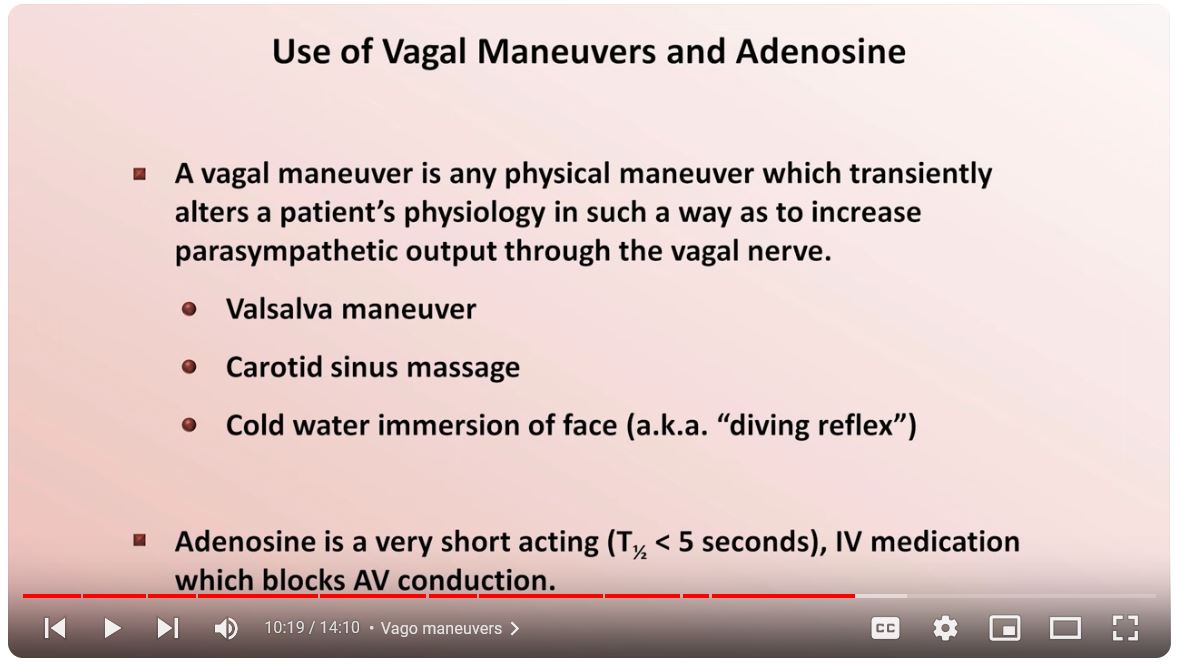 Use of Vagal Maneuvers and Adenosine
A vagal maneuver is any physical maneuver which transiently
alters a patient’s physiology in such a way as to increase
parasympathetic output through the vagal nerve.
Valsalva maneuver
Carotid sinus massage
Cold water immersion of face (a.k.a. “diving reflex”)
Adenosine is a very short acting (T½ < 5 seconds), IV medication
which blocks AV conduction.
10:19 / 14:10 • Vago maneuvers
CC